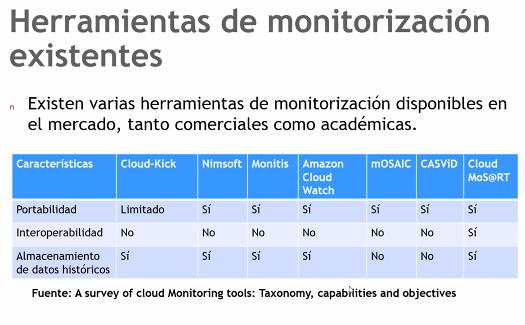 Herramientas de monitorización
existentes
n Existen varias herramientas de monitorización disponibles en
el mercado, tanto comerciales como académicas.
Características Cloud-Kick Nimsoft Monitis Amazon Cloud Watch mOSAIC CASViD Cloud MoS@RT
Portabilidad Limitado Sí Sí Sí Sí Sí Sí
Interoperabilidad No No No No No No Sí
Almacenamiento de datos históricos Sí Sí Sí Sí No No Sí
Fuente: A survey of cloud Monitoring tools: Taxonomy, capabilities and objectives